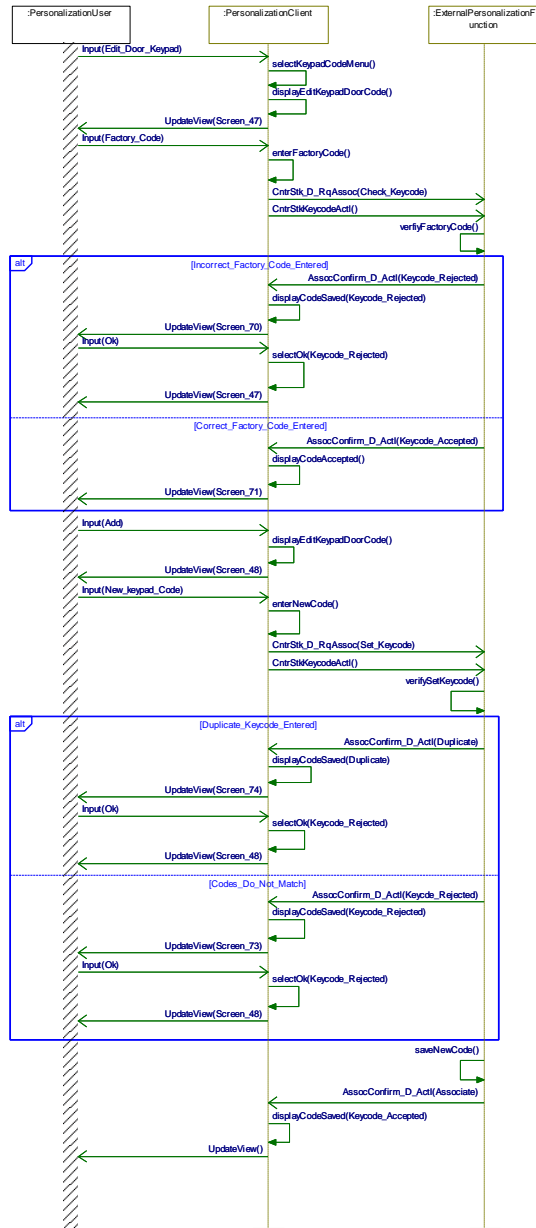 :PersonalizationUser
:PersonalizationClient
:ExternalPersonalizationF
unction
Input(Edit_Door_Keypad)
selectKeypadCodeMenu()
displayEditKeypadDoorCode()
UpdateView(Screen_47)
Input(Factory_Code)
enterFactoryCode()
CntrStk_D_RqAssoc(Check_Keycode)
CntrStkKeycodeActl()
verfiyFactoryCode()
alt
[Incorrect_Factory_Code_Entered]
AssocConfirm_D_Actl(Keycode_Rejected)
displayCodeSaved(Keycode_Rejected)
UpdateView(Screen_70)
Input(Ok)
selectOk(Keycode_Rejected)
UpdateView(Screen_47)
[Correct_Factory_Code_Entered]
AssocConfirm_D_Actl(Keycode_Accepted)
displayCodeAccepted()
UpdateView(Screen_71)
Input(Add)
displayEditKeypadDoorCode()
UpdateView(Screen_48)
Input(New_keypad_Code)
enterNewCode()
CntrStk_D_RqAssoc(Set_Keycode)
CntrStkKeycodeActl()
verifySetKeycode()
alt
[Duplicate_Keycode_Entered]
AssocConfirm_D_Actl(Duplicate)
displayCodeSaved(Duplicate)
UpdateView(Screen_74)
Input(Ok)
selectOk(Keycode_Rejected)
UpdateView(Screen_48)
[Codes_Do_Not_Match]
AssocConfirm_D_Actl(Keycde_Rejected)
displayCodeSaved(Keycode_Rejected)
UpdateView(Screen_73)
Input(Ok)
selectOk(Keycode_Rejected)
UpdateView(Screen_48)
saveNewCode()
AssocConfirm_D_Actl(Associate)
displayCodeSaved(Keycode_Accepted)
UpdateView()